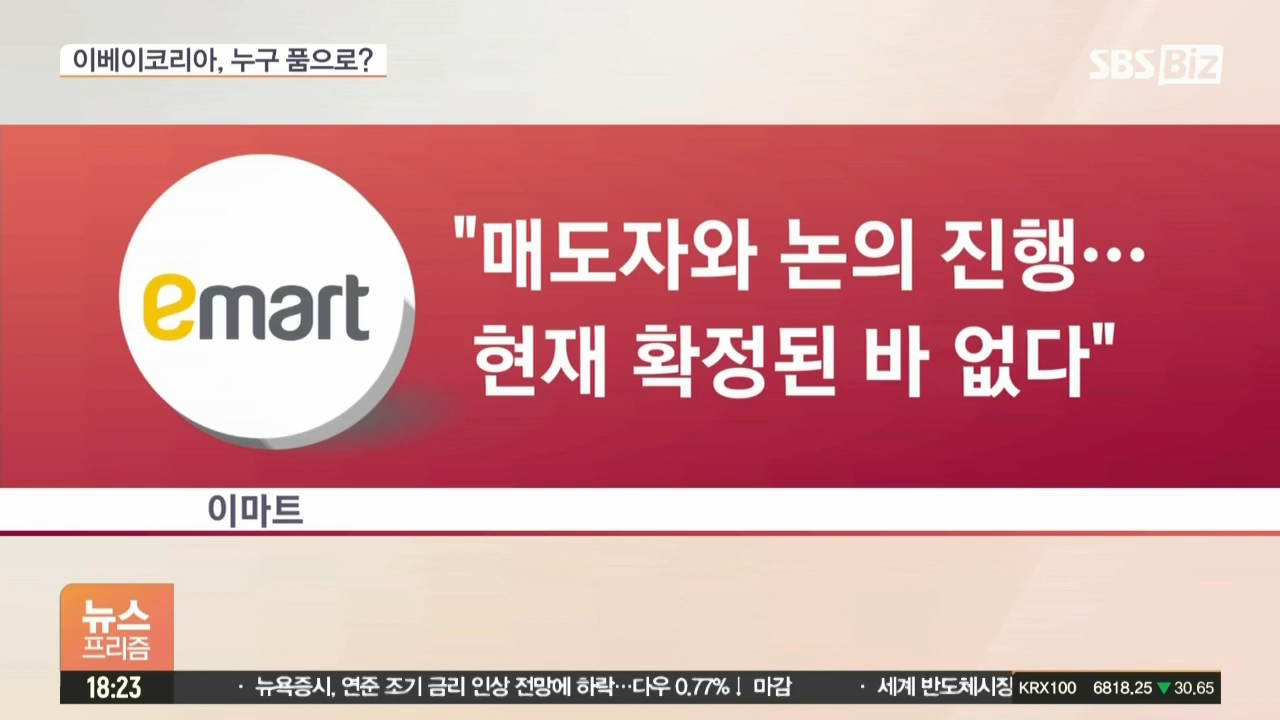 이베이코리아, 누구 품으로?
SBS Biz
"매도자와 논의 진행…
현재 확정된 바 없다"
emart
이마트
뉴스
프리즘
18:23
· 뉴욕증시, 연준 조기 금리 인상 전망에 하락…다우 0.77%↓ 마감
· 세계 반도체시장
KRX100 6818.25 ▼ 30.65